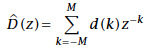 D̂(z) = ∑_{k=−M}^{M} d(k) z^{−k}